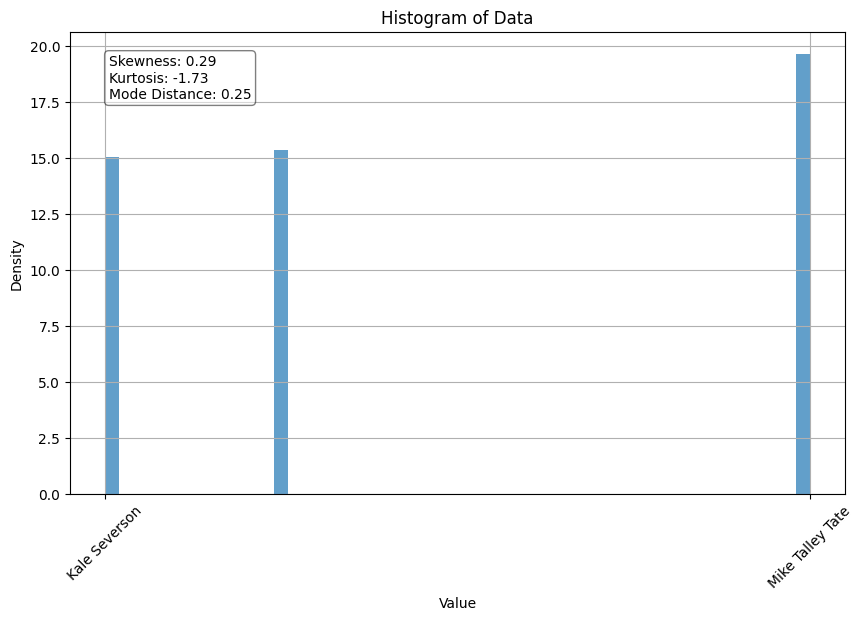 Histogram of Data
20.0
17.5
15.0
12.5
10.0
7.5
5.0
2.5
0.0
Density
Skewness: 0.29
Kurtosis: -1.73
Mode Distance: 0.25
Kale Severson
Mike Talley Tate
Value